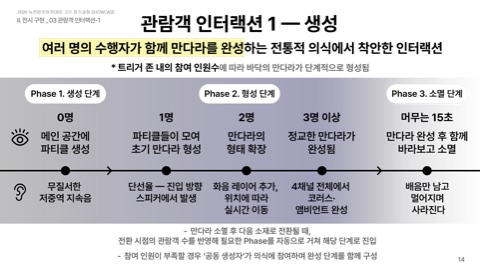 II. 전시 구현 _03 관람객 인터랙션-1
관람객 인터랙션 1 — 생성
여러 명의 수행자가 함께 만다라를 완성하는 전통적 의식에서 착안한 인터랙션
* 트리거 존 내의 참여 인원수에 따라 바닥의 만다라가 단계적으로 형성됨
Phase 1. 생성 단계
Phase 2. 형성 단계
Phase 3. 소멸 단계
0명
1명
2명
3명 이상
머무는 15초
메인 공간에
파티클 생성
파티클들이 모여
초기 만다라 형성
만다라의
형태 확장
정교한 만다라가
완성됨
만다라 완성 후 함께
바라보고 소멸
무질서한
저중역 지속음
단선율 — 진입 방향
스피커에서 발생
화음 레이어 추가,
위치에 따라
실시간 이동
4채널 전체에서
코러스·
앰비언트 완성
배음만 남고
멀어지며
사라진다
- 만다라 소멸 후 다음 소재로 전환될 때,
전환 시점의 관람객 수를 반영해 필요한 Phase를 자동으로 거쳐 해당 단계로 진입
- 참여 인원이 부족할 경우 '공동 생성자'가 의식에 참여하여 완성 단계를 함께 구성
14